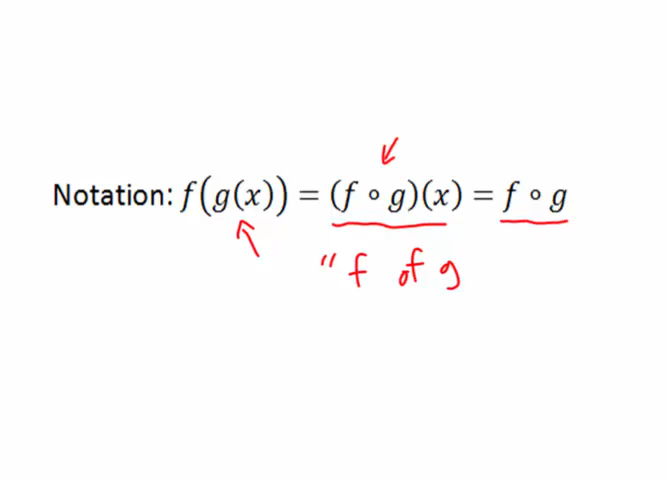 Notation: f(g(x)) = (f ∘ g)(x) = f ∘ g
" f of g